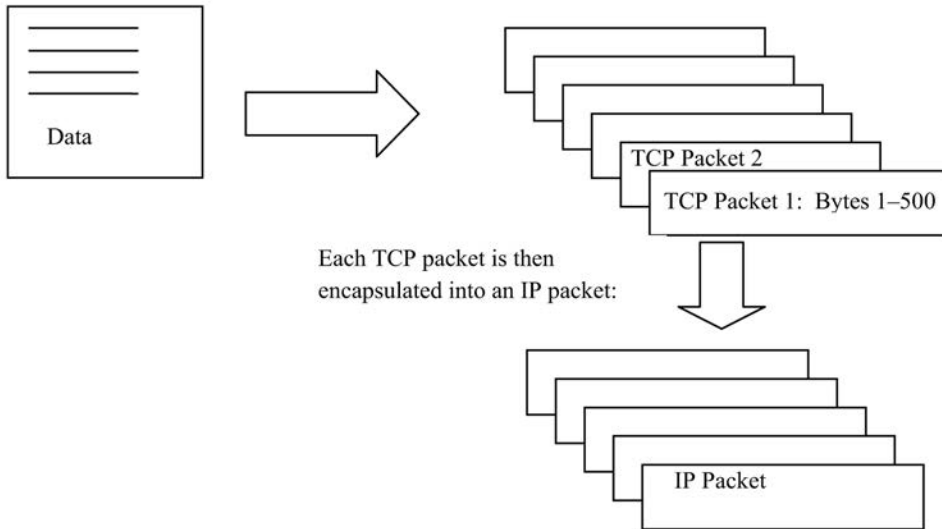 Data
TCP Packet 2
TCP Packet 1: Bytes 1–500
Each TCP packet is then
encapsulated into an IP packet:
IP Packet